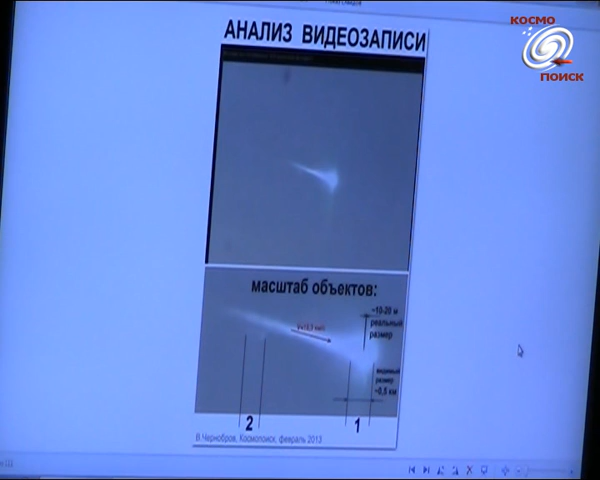 КОСМО
ПОИСК
АНАЛИЗ ВИДЕОЗАПИСИ
масштаб объектов:
~10-20 м
реальный
размер
видимый
размер
~0,5 км
2
1
В.Чернобров, Космопоиск, февраль 2013